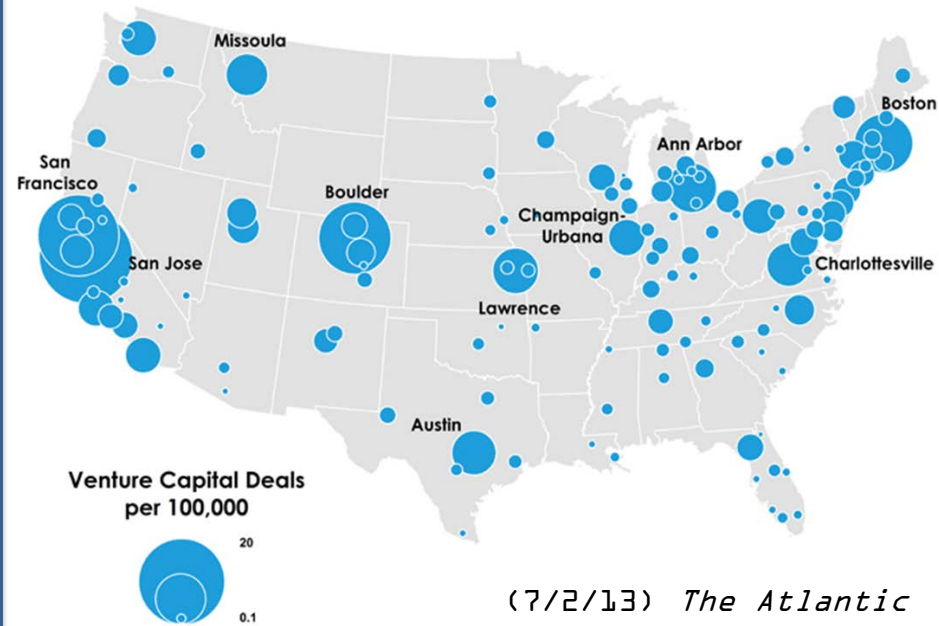 Missoula
Boston
Ann Arbor
San
Francisco
Boulder
Champaign-
Urbana
San Jose
Charlottesville
Lawrence
Austin
Venture Capital Deals
per 100,000
20
0.1
(7/2/13) The Atlantic